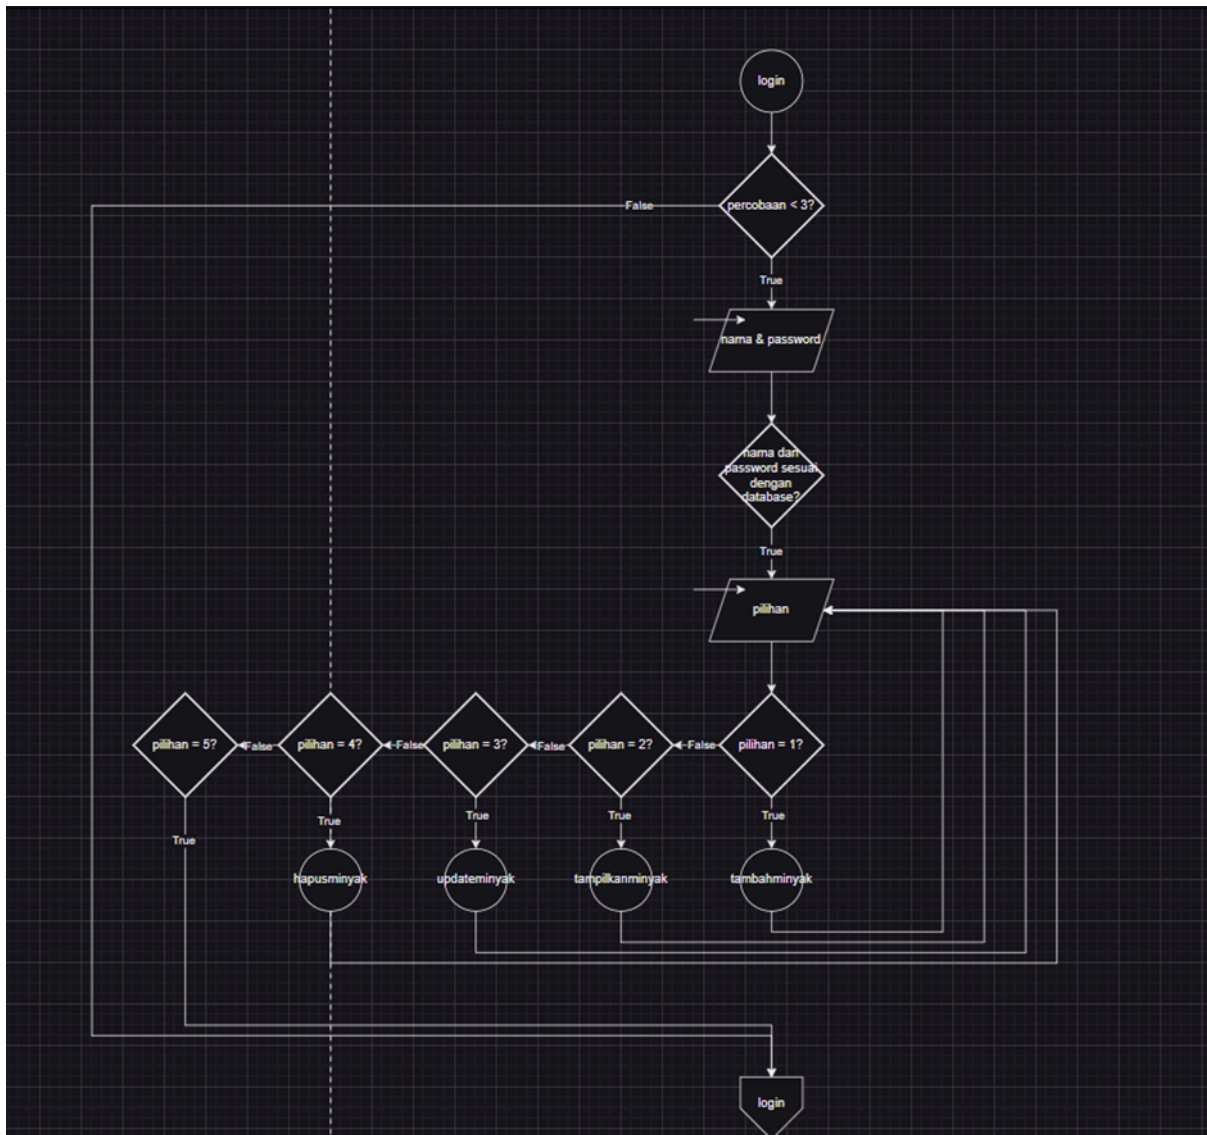 login
percobaan < 3?
False
True
nama & password
nama dan
password sesuai
dengan
database?
True
pilihan
pilihan = 5?
False
pilihan = 4?
False
pilihan = 3?
False
pilihan = 2?
False
pilihan = 1?
True
True
True
True
True
hapusminyak
updateminyak
tampilkanminyak
tambahminyak
login